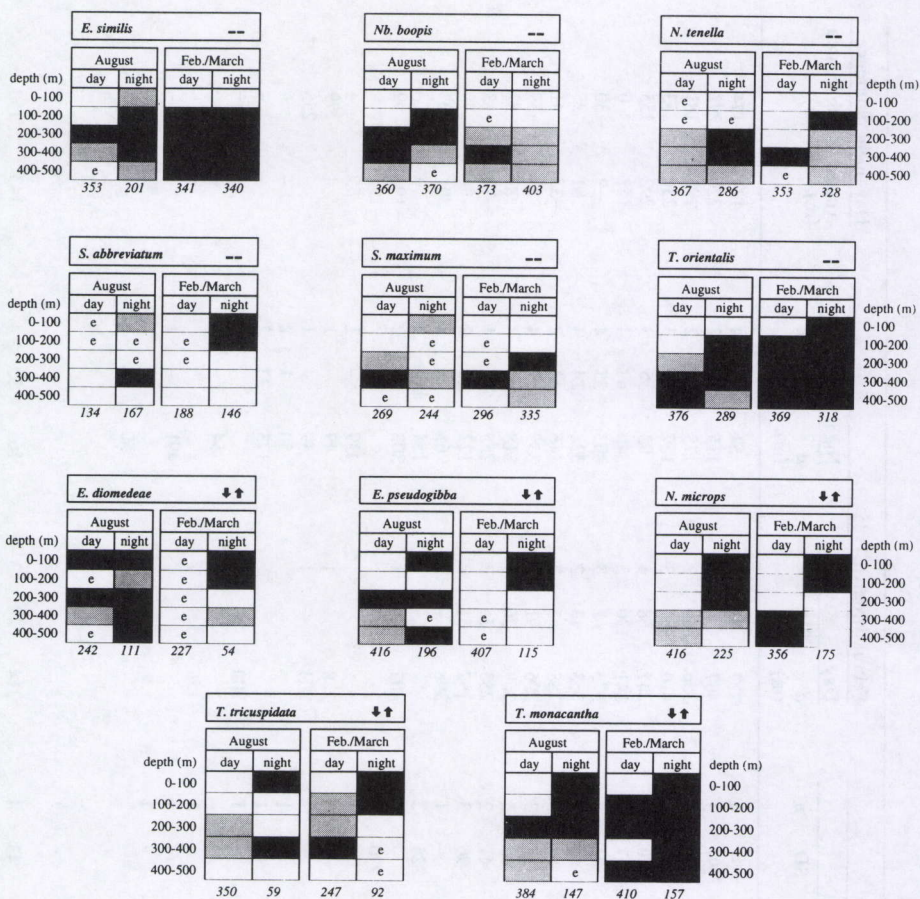 E. similis --
August Feb./March
depth (m) day night day night
0-100
100-200
200-300
300-400
400-500 e
353 201 341 340
Nb. boopis --
August Feb./March
day night day night
e
e
360 370 373 403
N. tenella --
August Feb./March
day night day night depth (m)
e 0-100
e e 100-200
200-300
300-400
e 400-500
367 286 353 328
S. abbreviatum --
August Feb./March
depth (m) day night day night
0-100 e
100-200 e e e
200-300 e e
300-400
400-500
134 167 188 146
S. maximum --
August Feb./March
day night day night
e e
e
e e
269 244 296 335
T. orientalis --
August Feb./March
day night day night depth (m)
0-100
100-200
200-300
300-400
400-500
376 289 369 318
E. diomedeae ⬇⬆
August Feb./March
depth (m) day night day night
0-100 e
100-200 e e
200-300 e
300-400 e
400-500 e e
242 111 227 54
E. pseudogibba ⬇⬆
August Feb./March
day night day night
e e
e
416 196 407 115
N. microps ⬇⬆
August Feb./March
day night day night depth (m)
0-100
100-200
200-300
300-400
400-500
416 225 356 175
T. tricuspidata ⬇⬆
August Feb./March
depth (m) day night day night
0-100
100-200
200-300
300-400 e
400-500 e
350 59 247 92
T. monacantha ⬇⬆
August Feb./March
day night day night depth (m)
0-100
100-200
200-300
300-400
e 400-500
384 147 410 157